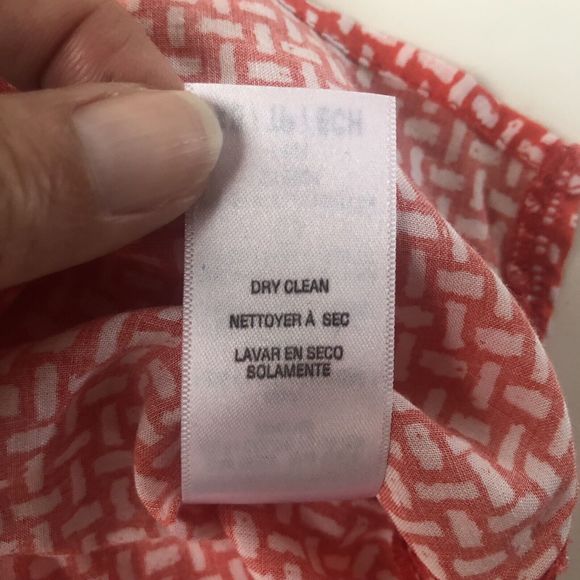 DRY CLEAN
NETTOYER À SEC
LAVAR EN SECO
SOLAMENTE